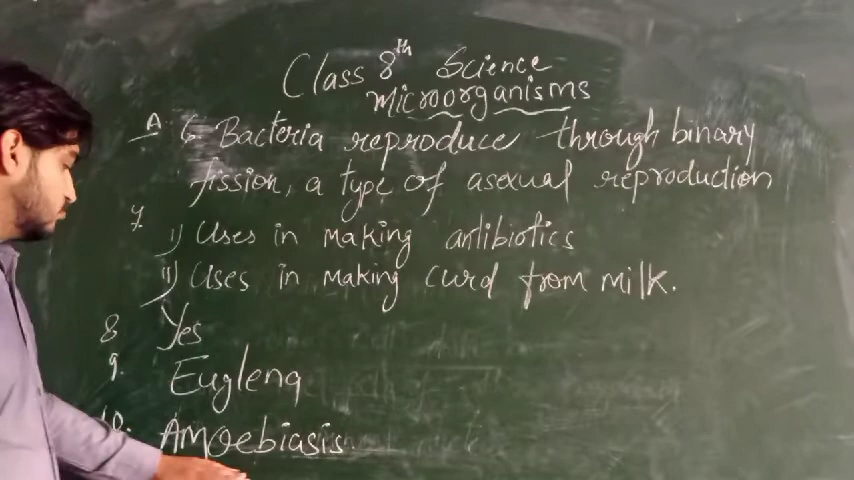 Class 8th Science
microorganisms
A 6. Bacteria reproduce through binary
fission, a type of asexual reproduction
7.
i) Uses in making antibiotics
ii) Uses in making curd from milk.
8 Yes
9. Euglena
10. Amoebiasis